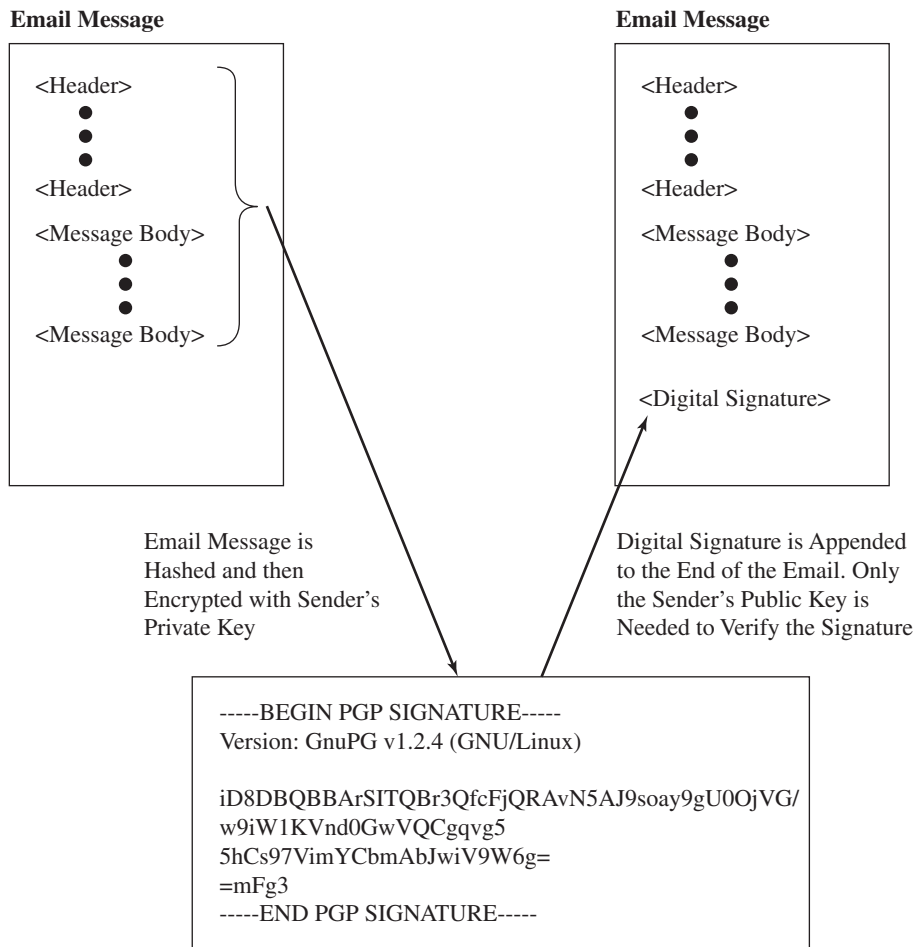 Email Message
<Header>
<Header>
<Message Body>
<Message Body>
Email Message
<Header>
<Header>
<Message Body>
<Message Body>
<Digital Signature>
Email Message is
Hashed and then
Encrypted with Sender's
Private Key
Digital Signature is Appended
to the End of the Email. Only
the Sender's Public Key is
Needed to Verify the Signature
-----BEGIN PGP SIGNATURE-----
Version: GnuPG v1.2.4 (GNU/Linux)
iD8DBQBBArSITQBr3QfcFjQRAvN5AJ9soay9gU0OjVG/
w9iW1KVnd0GwVQCgqvg5
5hCs97VimYCbmAbJwiV9W6g=
=mFg3
-----END PGP SIGNATURE-----